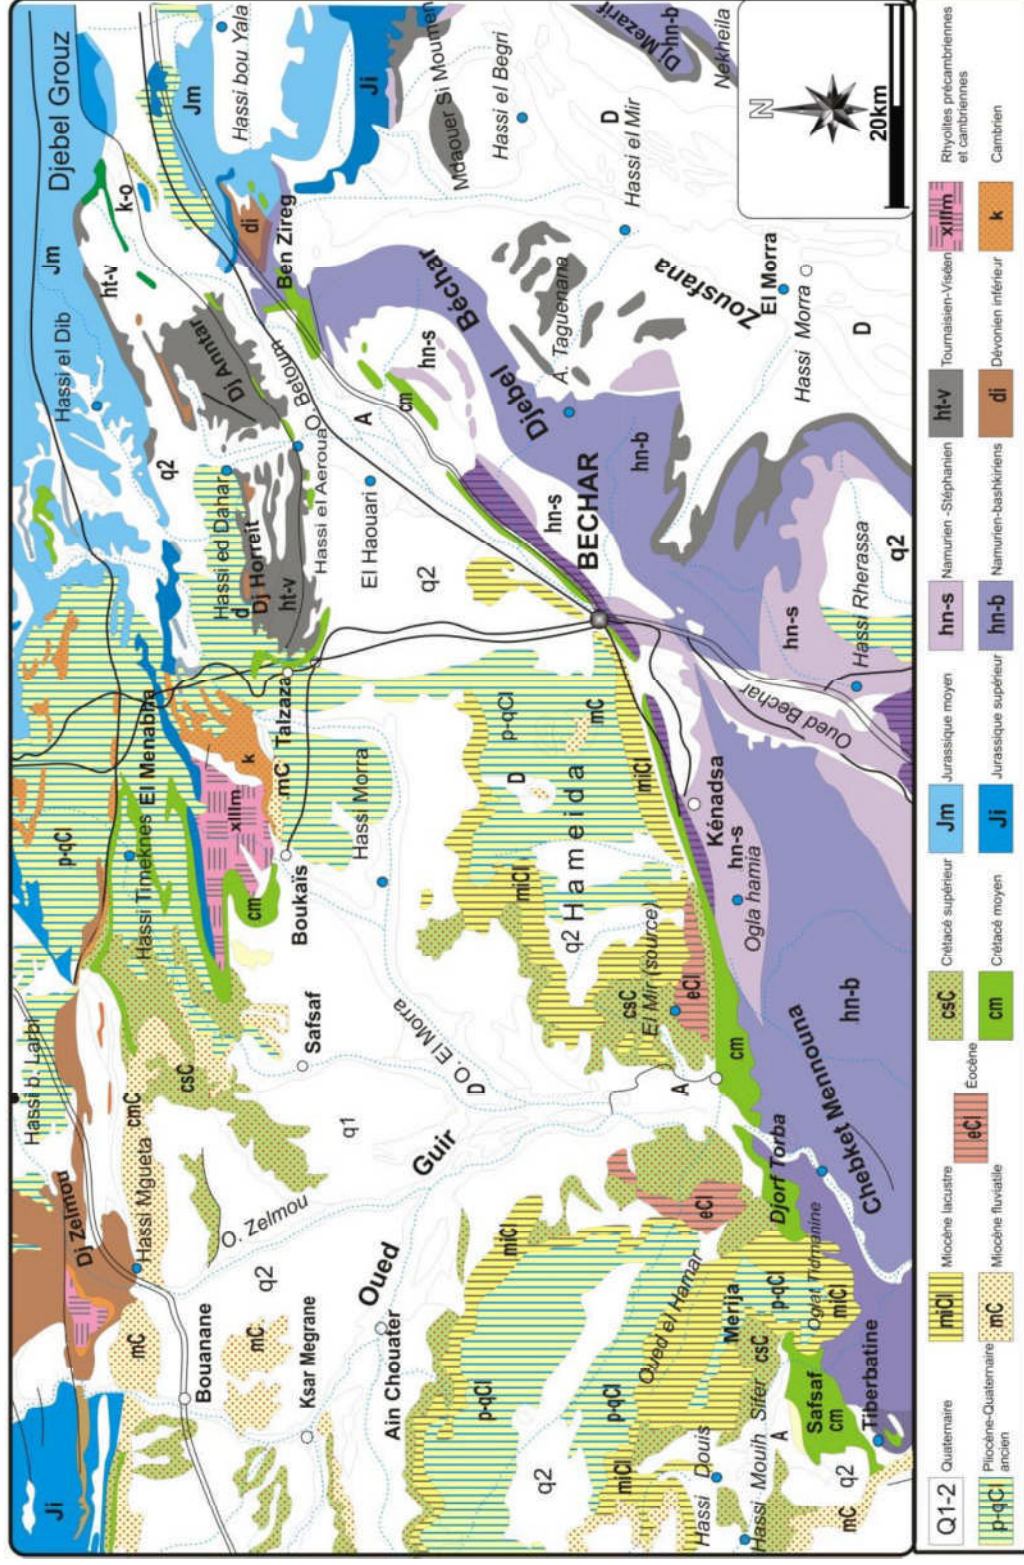 Djebel Grouz
Hassi b. Larbi
Ji
Dj Zelmou
Hassi Mgueta
cmC
csC
mC
p-qCl
Hassi Timeknes
El Menabha
xIIIm
k
cm
Jm
Hassi el Dib
q2
ht-v
k-o
Jm
Hassi bou Yala
Bouanane
O. Zelmou
q2
mC
Ksar Megrane
Safsaf
q1
Boukaïs
mC
Talzaza
Hassi ed Dahar
d
Dj Horreit
ht-v
Dj Anntar
di
Ben Zireg
Ji
O. Betoum
Hassi el Aeroua
A
El Haouari
q2
Hassi Morra
O. El Morra
D
Guir
Oued
Ain Chouater
cm
hn-s
Mdaouer Si Moumen
Hassi el Begri
Dj Mezarif
hn-b
Nekheila
D
Hassi el Mir
Djebel Béchar
A. Taguenana
Zousfana
El Morra
Hassi Morra
D
p-qCl
D
mC
q2
Hameida
miCl
miCl
csC
El Mir (source)
eCl
BECHAR
hn-s
hn-b
miCl
p-qCl
q2
p-qCl
miCl
Oued el Hamar
eCl
Merija
csC
p-qCl
miCl
Oglat Tidmanine
Djorf Torba
A
cm
Kénadsa
hn-s
Ogla hamia
Oued Bechar
hn-s
Hassi Rherassa
q2
Hassi Douis
Hassi Mouih Sifer
A
Safsaf
cm
Tiberbatine
q2
mC
Chebket Mennouna
hn-b
N
20km
Q1-2 Quaternaire
p-qCl Pliocène-Quaternaire ancien
miCl Miocène lacustre
mC Miocène fluviatile
eCl Éocène
csC Crétacé supérieur
cm Crétacé moyen
Jm Jurassique moyen
Ji Jurassique supérieur
hn-s Namurien -Stéphanien
hn-b Namuriens-bashkiriens
ht-v Tournaisien-Viséen
di Dévonien inférieur
xIIIm Rhyolites précambriennes et cambriennes
k Cambrien